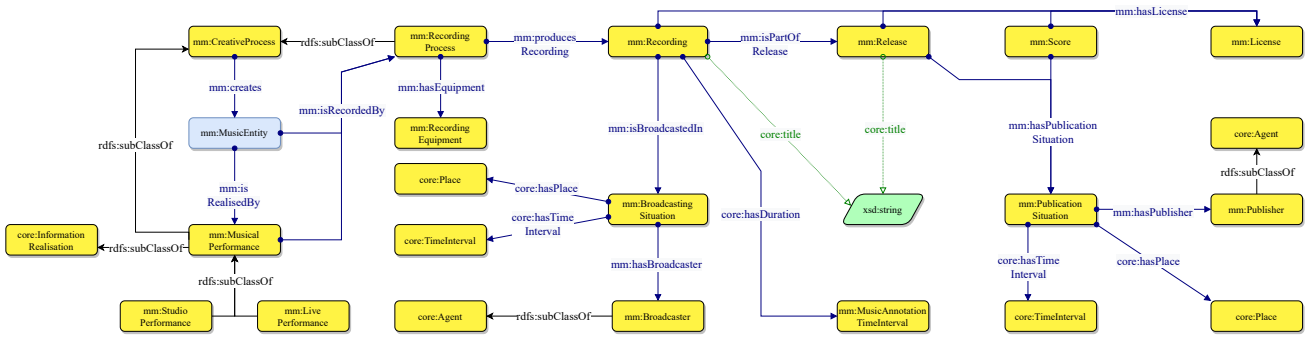 mm:hasLicense
mm:CreativeProcess
rdfs:subClassOf
mm:Recording
Process
mm:produces
Recording
mm:Recording
mm:isPartOf
Release
mm:Release
mm:Score
mm:License
mm:creates
mm:hasEquipment
mm:isRecordedBy
mm:MusicEntity
mm:Recording
Equipment
mm:isBroadcastedIn
core:title
core:title
mm:hasPublication
Situation
core:Agent
rdfs:subClassOf
rdfs:subClassOf
mm:is
RealisedBy
core:Place
core:hasPlace
mm:Broadcasting
Situation
xsd:string
mm:Publication
Situation
mm:hasPublisher
mm:Publisher
core:hasTime
Interval
core:hasDuration
core:Information
Realisation
rdfs:subClassOf
mm:Musical
Performance
core:TimeInterval
mm:hasBroadcaster
core:hasTime
Interval
core:hasPlace
rdfs:subClassOf
mm:Studio
Performance
mm:Live
Performance
core:Agent
rdfs:subClassOf
mm:Broadcaster
mm:MusicAnnotation
TimeInterval
core:TimeInterval
core:Place